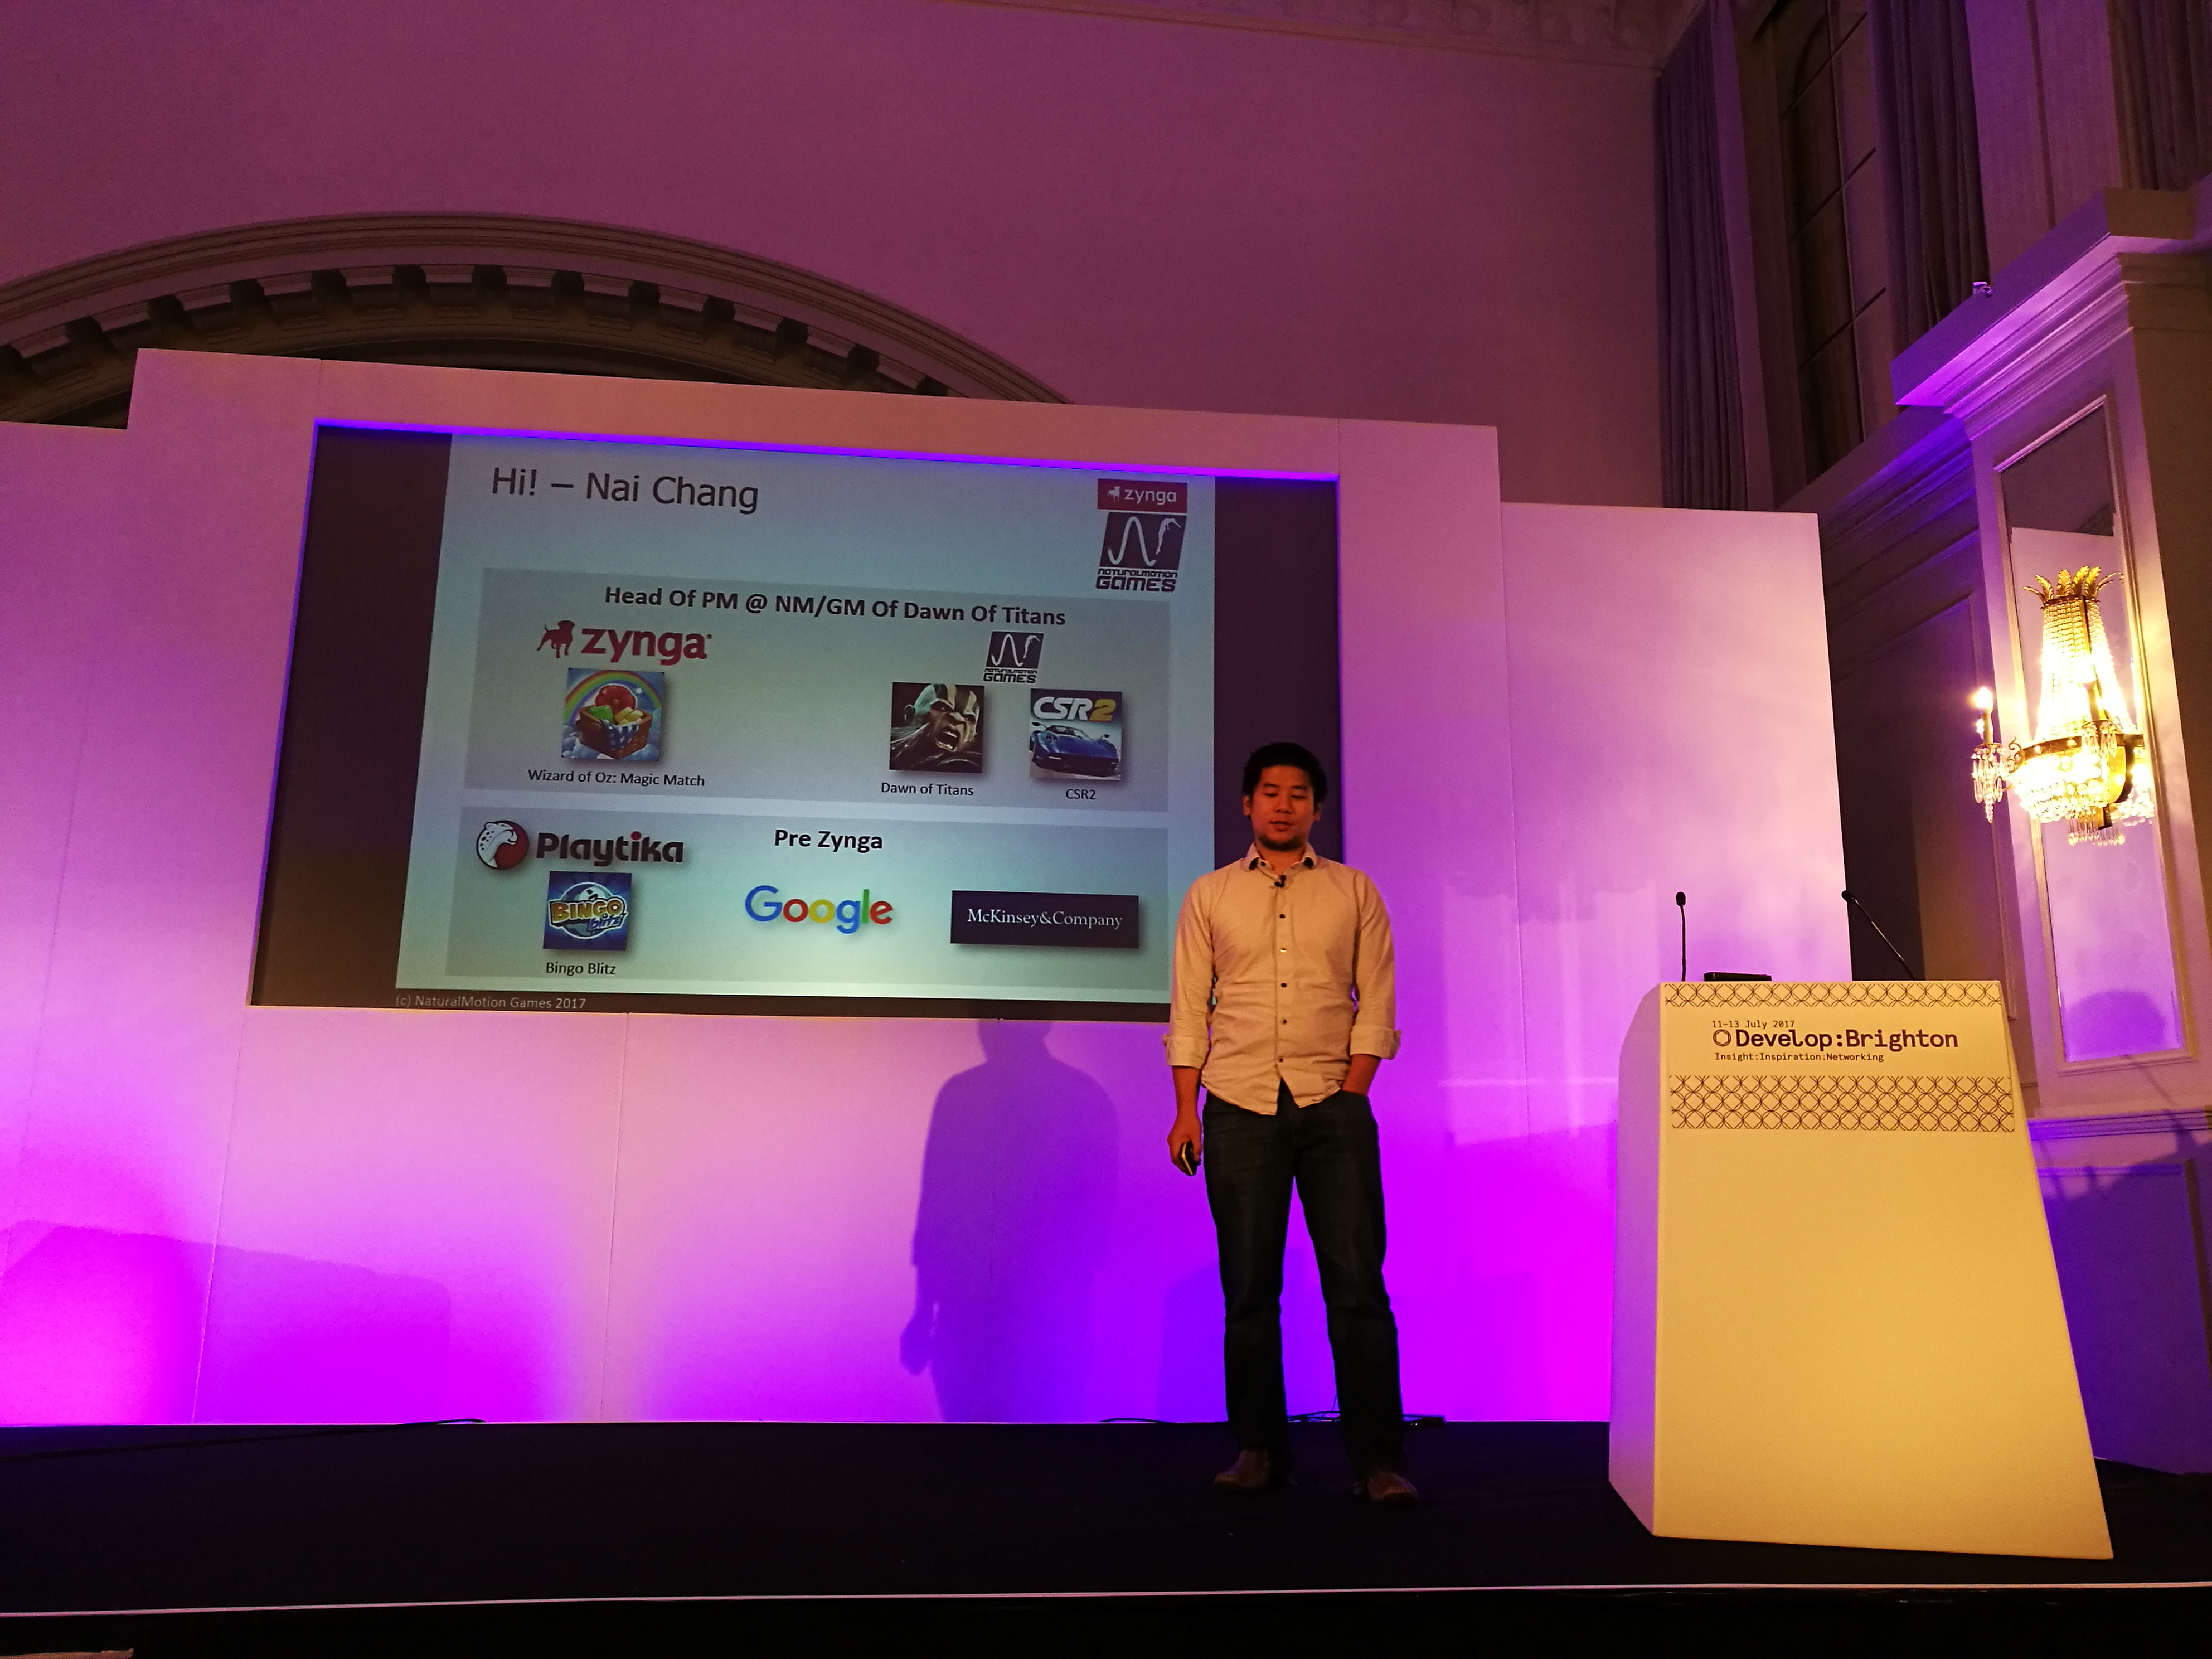 Hi! – Nai Chang
zynga
NATURALMOTION
GAMES
Head Of PM @ NM/GM Of Dawn Of Titans
zynga
NATURALMOTION
GAMES
CSR2
Wizard of Oz: Magic Match
Dawn of Titans
CSR2
Playtika
Pre Zynga
BINGO
Blitz!
Google
McKinsey&Company
Bingo Blitz
(c) NaturalMotion Games 2017
11–13 July 2017
Develop:Brighton
Insight:Inspiration:Networking